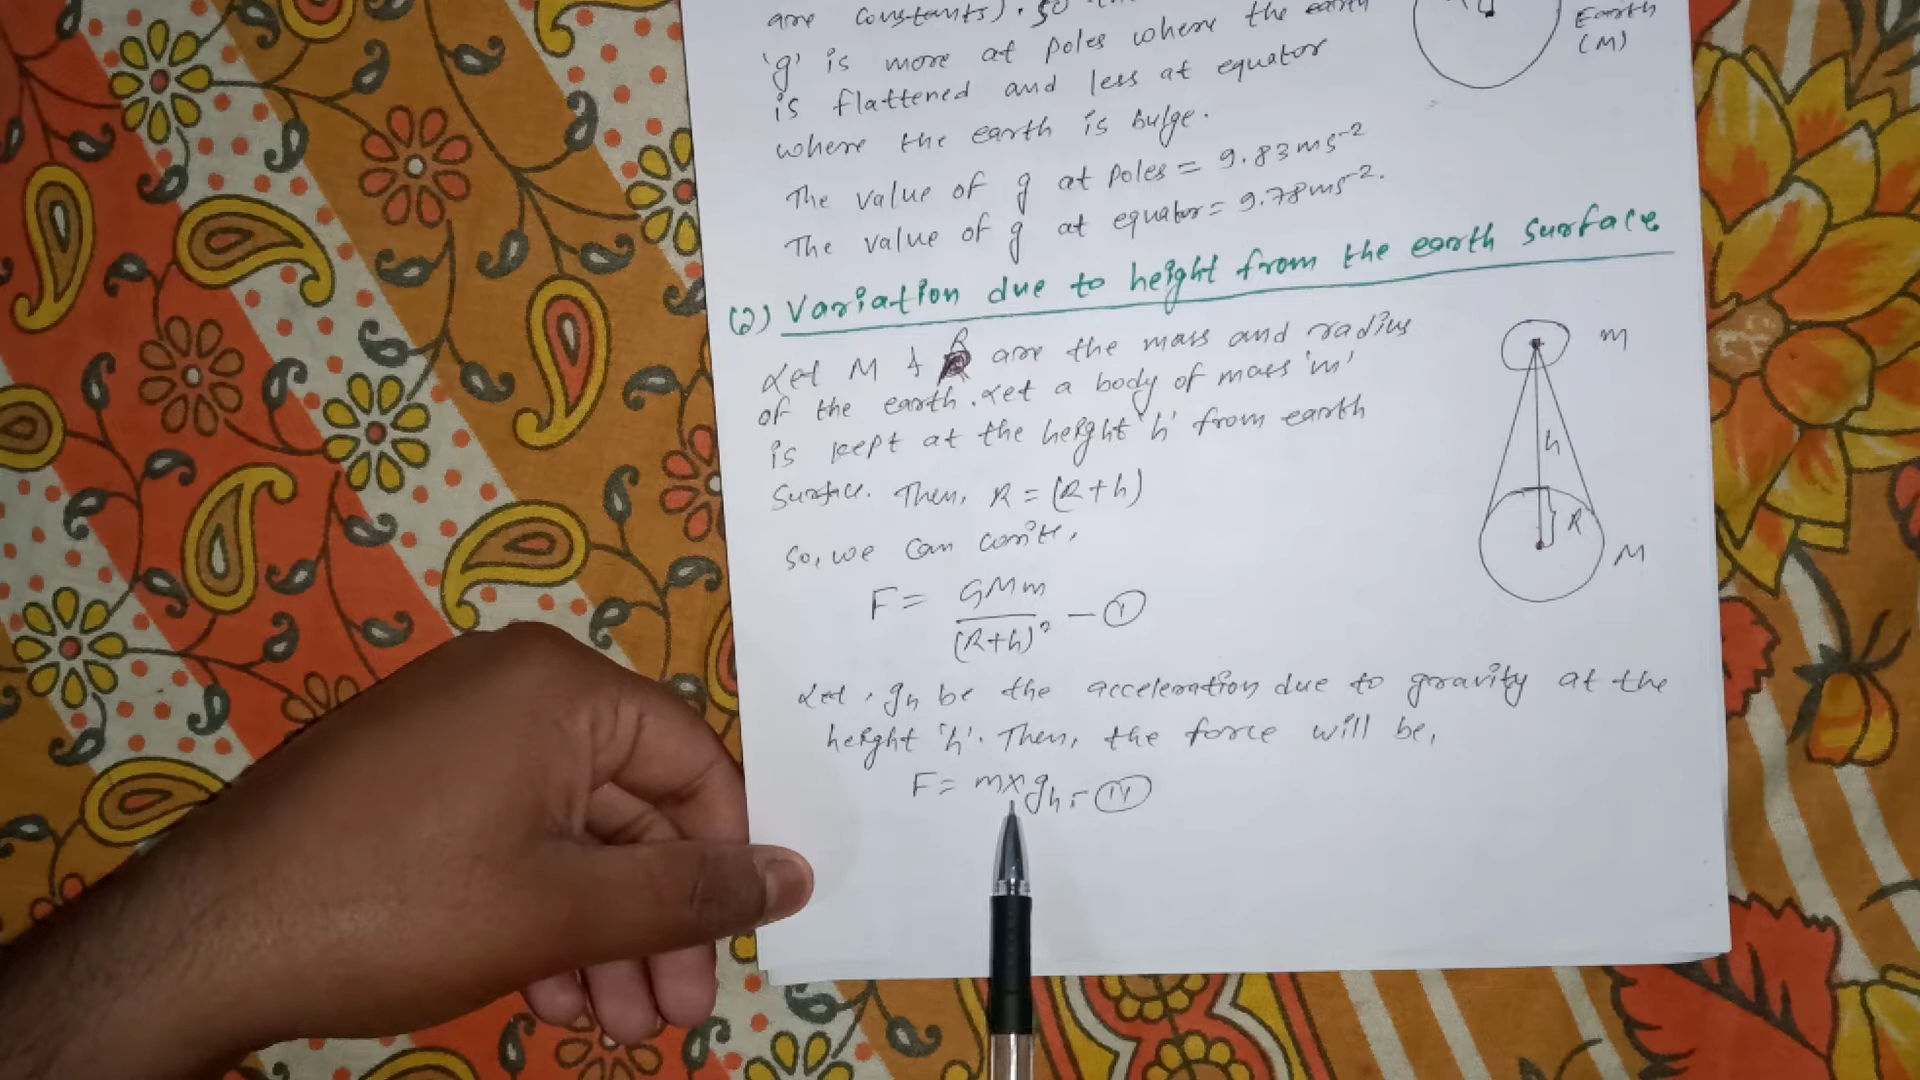 are constants). so
'g' is more at poles where the earth
is flattened and less at equator
where the earth is bulge.
The value of g at poles = 9.83ms⁻²
The value of g at equator = 9.78ms⁻².
Earth
(M)
(2) Variation due to height from the earth surface
Let M & R are the mass and radius
of the earth. Let a body of mass 'm'
is kept at the height 'h' from earth
surface. Then, R = (R+h)
so, we can write,
F = GMm / (R+h)² - (I)
m
h
R
M
Let, gh be the acceleration due to gravity at the
height 'h'. Then, the force will be,
F = m×gh - (II)